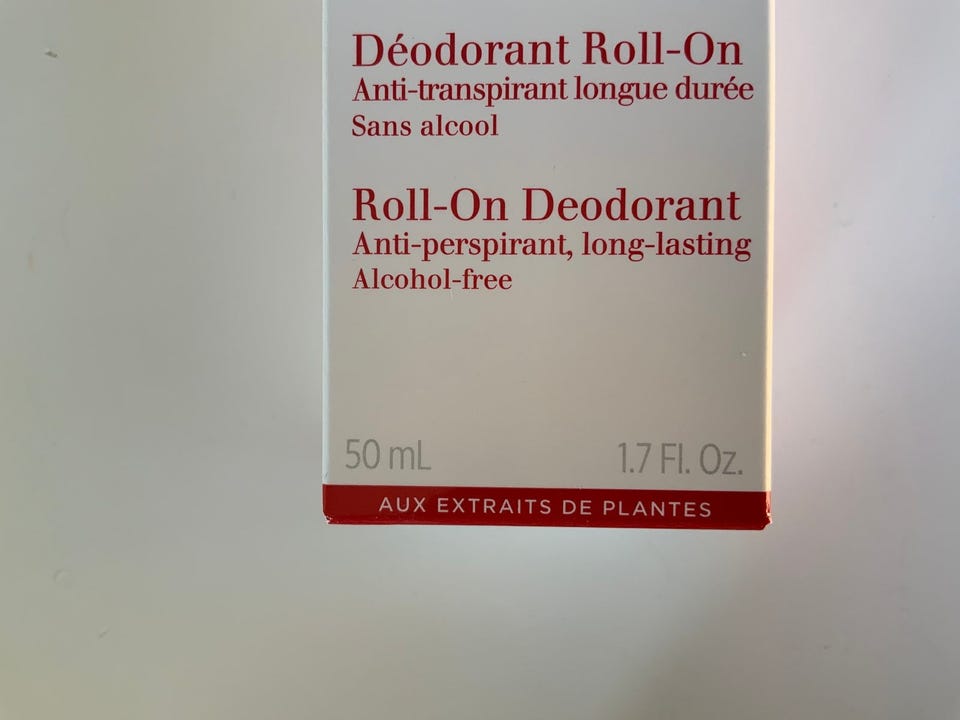 Déodorant Roll-On
Anti-transpirant longue durée
Sans alcool
Roll-On Deodorant
Anti-perspirant, long-lasting
Alcohol-free
50 mL 1.7 Fl. Oz.
AUX EXTRAITS DE PLANTES